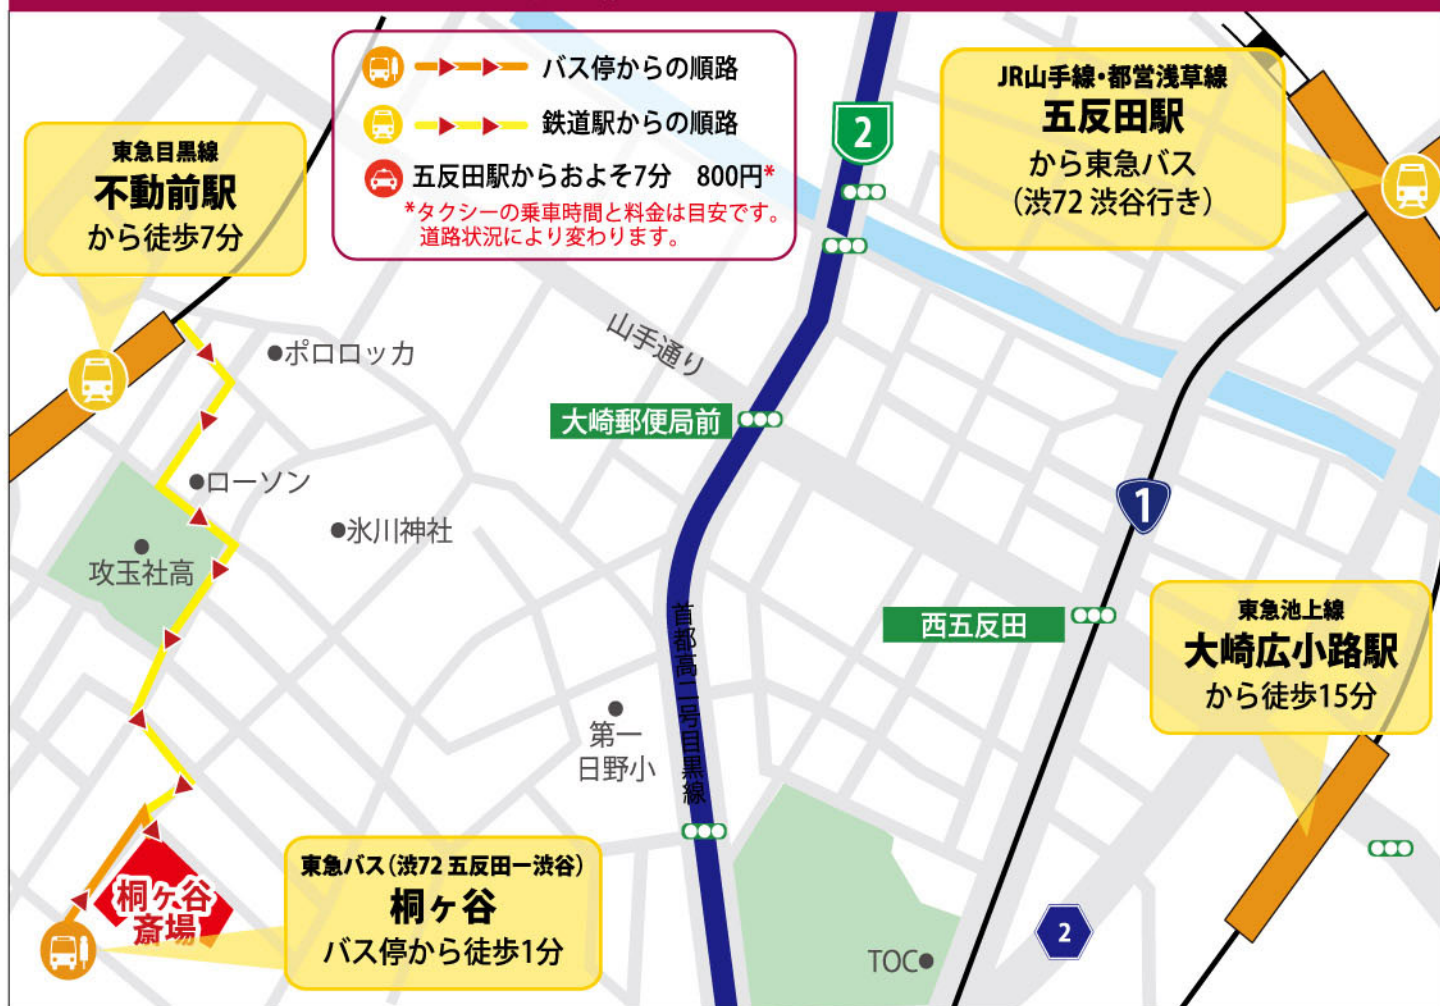 バス停からの順路
鉄道駅からの順路
五反田駅からおよそ7分 800円*
*タクシーの乗車時間と料金は目安です。
道路状況により変わります。
東急目黒線
不動前駅
から徒歩7分
JR山手線・都営浅草線
五反田駅
から東急バス
(渋72 渋谷行き)
2
山手通り
●ポロロッカ
大崎郵便局前
●ローソン
●氷川神社
攻玉社高
1
西五反田
首都高二号目黒線
東急池上線
大崎広小路駅
から徒歩15分
第一
日野小
桐ヶ谷
斎場
東急バス(渋72 五反田ー渋谷)
桐ヶ谷
バス停から徒歩1分
TOC●
2